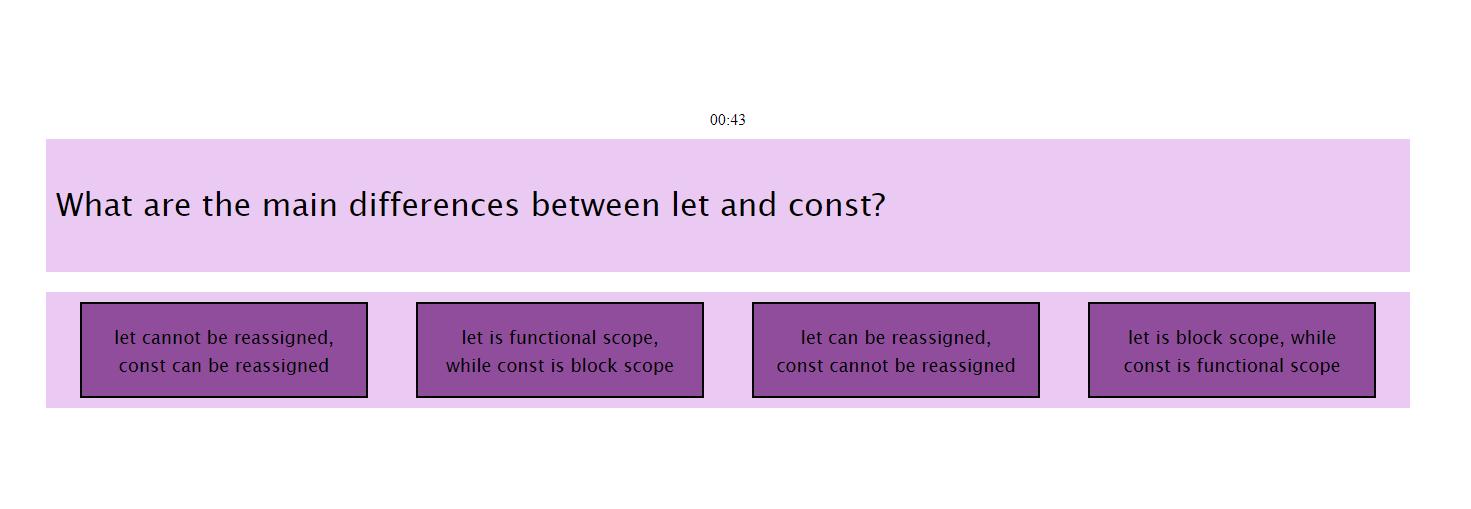 00:43
What are the main differences between let and const?
let cannot be reassigned,
const can be reassigned
let is functional scope,
while const is block scope
let can be reassigned,
const cannot be reassigned
let is block scope, while
const is functional scope